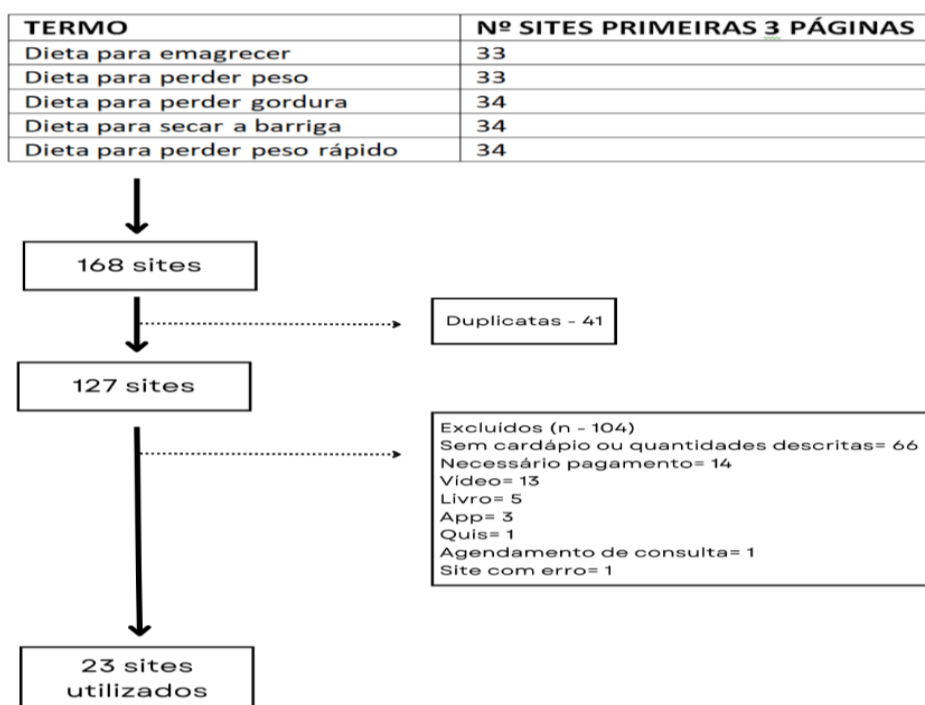 TERMO Nº SITES PRIMEIRAS 3 PÁGINAS
Dieta para emagrecer 33
Dieta para perder peso 33
Dieta para perder gordura 34
Dieta para secar a barriga 34
Dieta para perder peso rápido 34
168 sites
Duplicatas - 41
127 sites
Excluídos (n - 104)
Sem cardápio ou quantidades descritas= 66
Necessário pagamento= 14
Vídeo= 13
Livro= 5
App= 3
Quis= 1
Agendamento de consulta= 1
Site com erro= 1
23 sites
utilizados